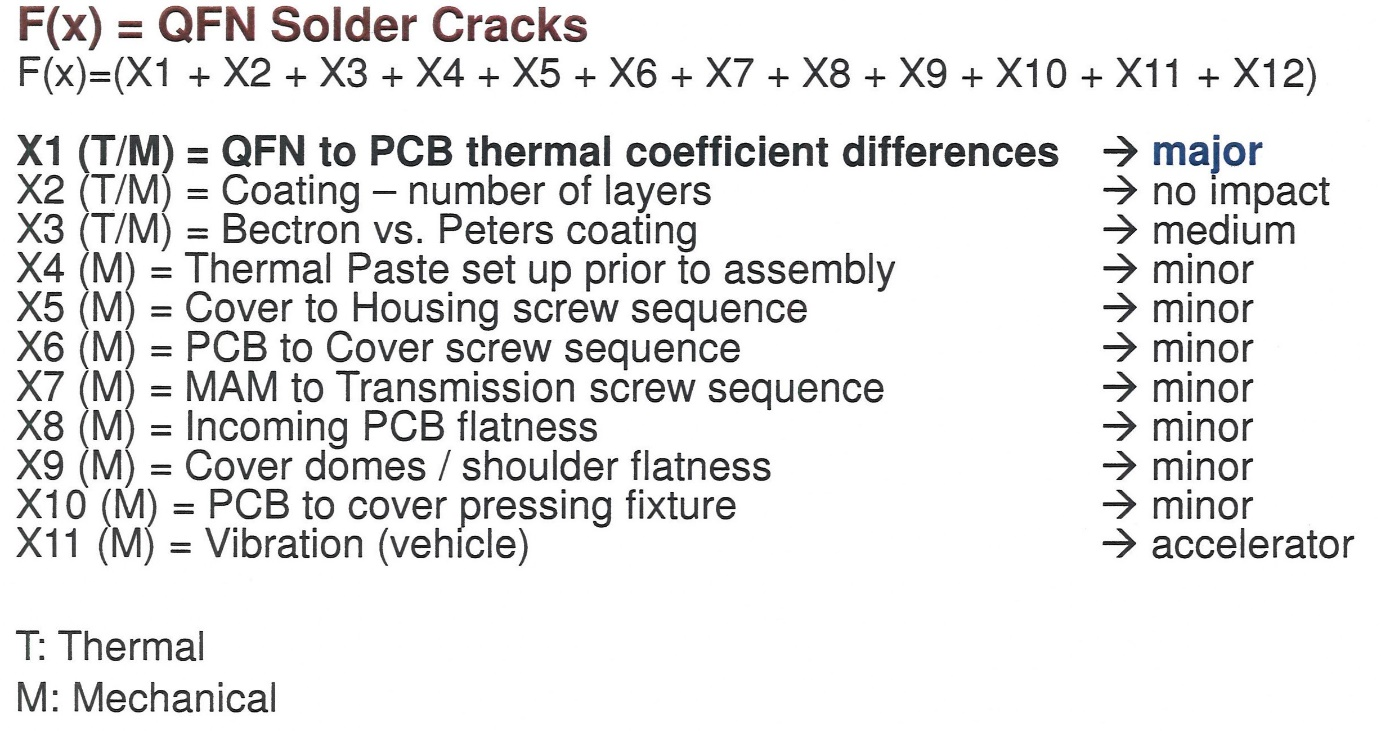 F(x) = QFN Solder Cracks
F(x)=(X1 + X2 + X3 + X4 + X5 + X6 + X7 + X8 + X9 + X10 + X11 + X12)
X1 (T/M) = QFN to PCB thermal coefficient differences → major
X2 (T/M) = Coating – number of layers → no impact
X3 (T/M) = Bectron vs. Peters coating → medium
X4 (M) = Thermal Paste set up prior to assembly → minor
X5 (M) = Cover to Housing screw sequence → minor
X6 (M) = PCB to Cover screw sequence → minor
X7 (M) = MAM to Transmission screw sequence → minor
X8 (M) = Incoming PCB flatness → minor
X9 (M) = Cover domes / shoulder flatness → minor
X10 (M) = PCB to cover pressing fixture → minor
X11 (M) = Vibration (vehicle) → accelerator
T: Thermal
M: Mechanical